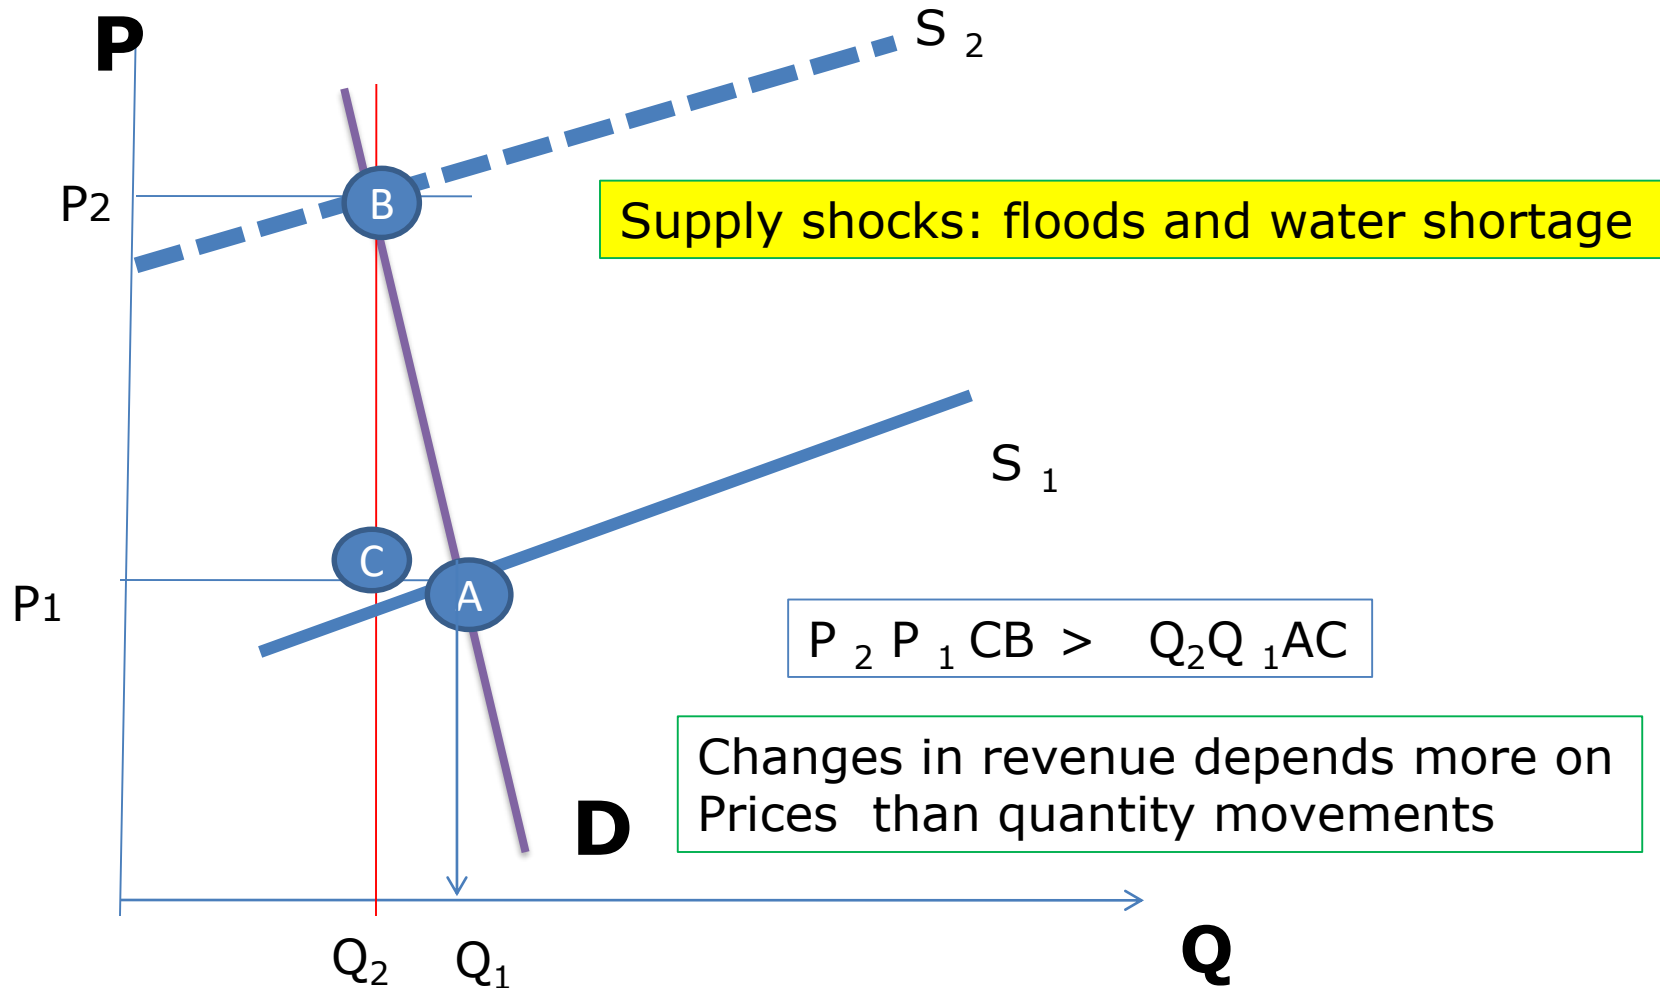 P
S 2
P2
B
Supply shocks: floods and water shortage
S 1
C
P1
A
P 2 P 1 CB > Q2Q 1AC
Changes in revenue depends more on
Prices than quantity movements
D
Q2 Q1
Q